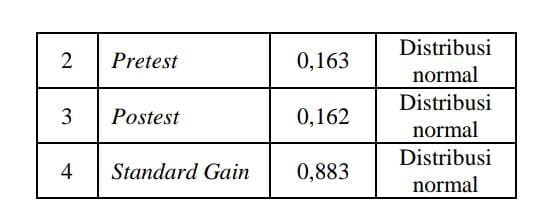 2 Pretest 0,163 Distribusi
normal
3 Postest 0,162 Distribusi
normal
4 Standard Gain 0,883 Distribusi
normal